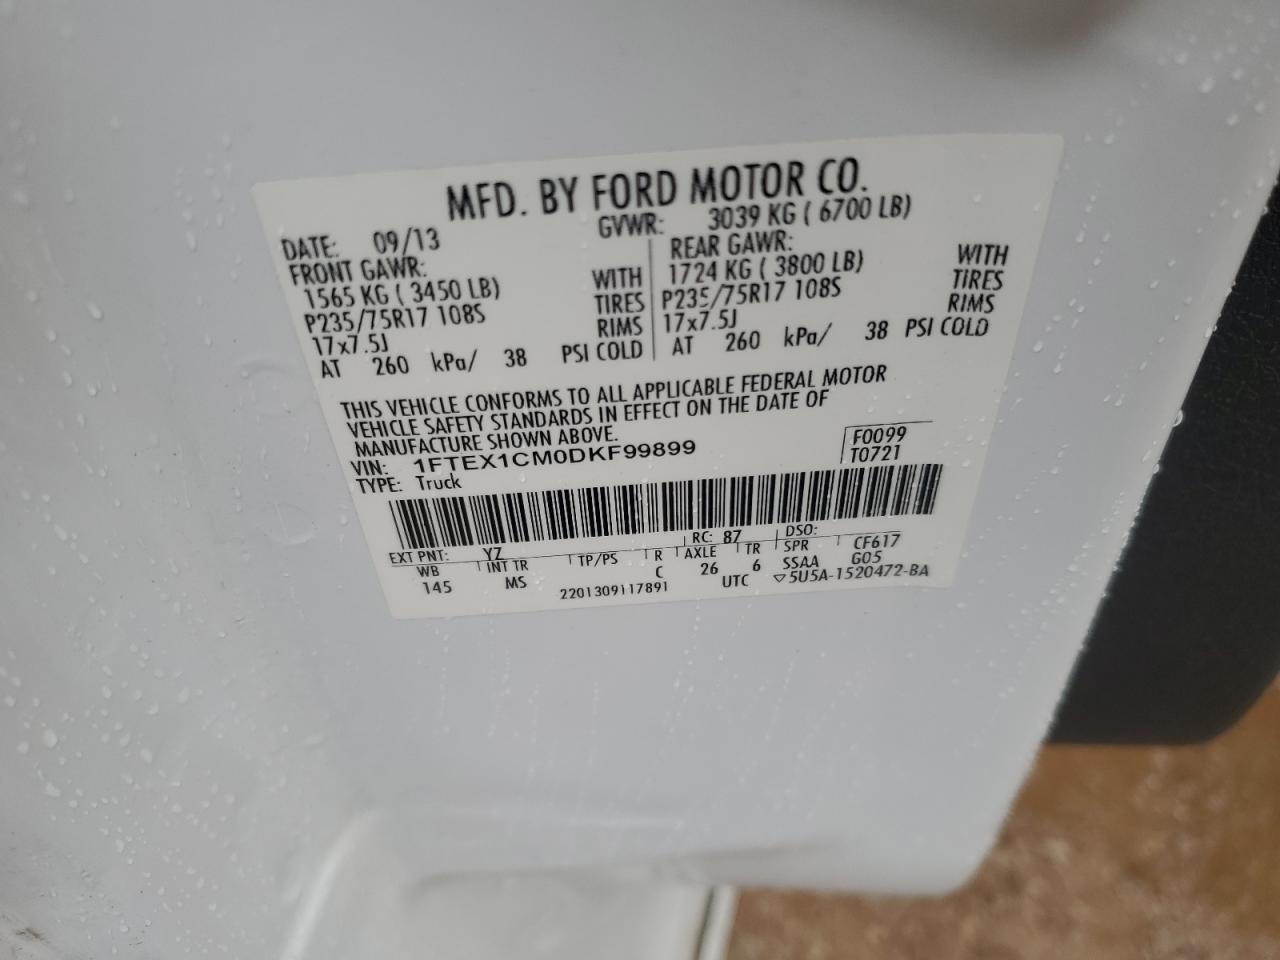 MFD. BY FORD MOTOR CO.
DATE: 09/13 GVWR: 3039 KG ( 6700 LB)
FRONT GAWR: REAR GAWR:
1565 KG ( 3450 LB) WITH 1724 KG ( 3800 LB) WITH
P235/75R17 108S TIRES P235/75R17 108S TIRES
17x7.5J RIMS 17x7.5J RIMS
AT 260 kPa/ 38 PSI COLD AT 260 kPa/ 38 PSI COLD
THIS VEHICLE CONFORMS TO ALL APPLICABLE FEDERAL MOTOR
VEHICLE SAFETY STANDARDS IN EFFECT ON THE DATE OF
MANUFACTURE SHOWN ABOVE.
VIN: 1FTEX1CM0DKF99899 F0099
TYPE: Truck T0721
EXT PNT: YZ RC: 87 DSO:
WB INT TR TP/PS R AXLE TR SPR CF617
145 MS C 26 6 SSAA G05
2201309117891 UTC ▽5U5A-1520472-BA